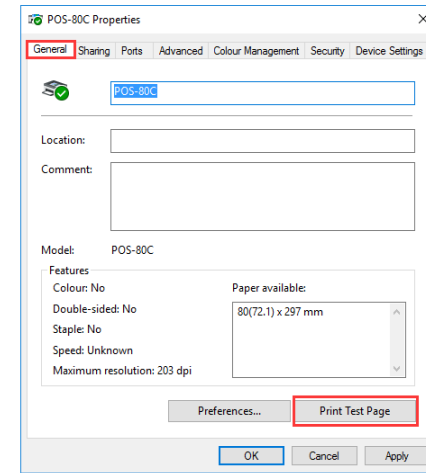 POS-80C Properties
General Sharing Ports Advanced Colour Management Security Device Settings
POS-80C
Location:
Comment:
Model: POS-80C
Features
Colour: No
Double-sided: No
Staple: No
Speed: Unknown
Maximum resolution: 203 dpi
Paper available:
80(72.1) x 297 mm
Preferences... Print Test Page
OK Cancel Apply